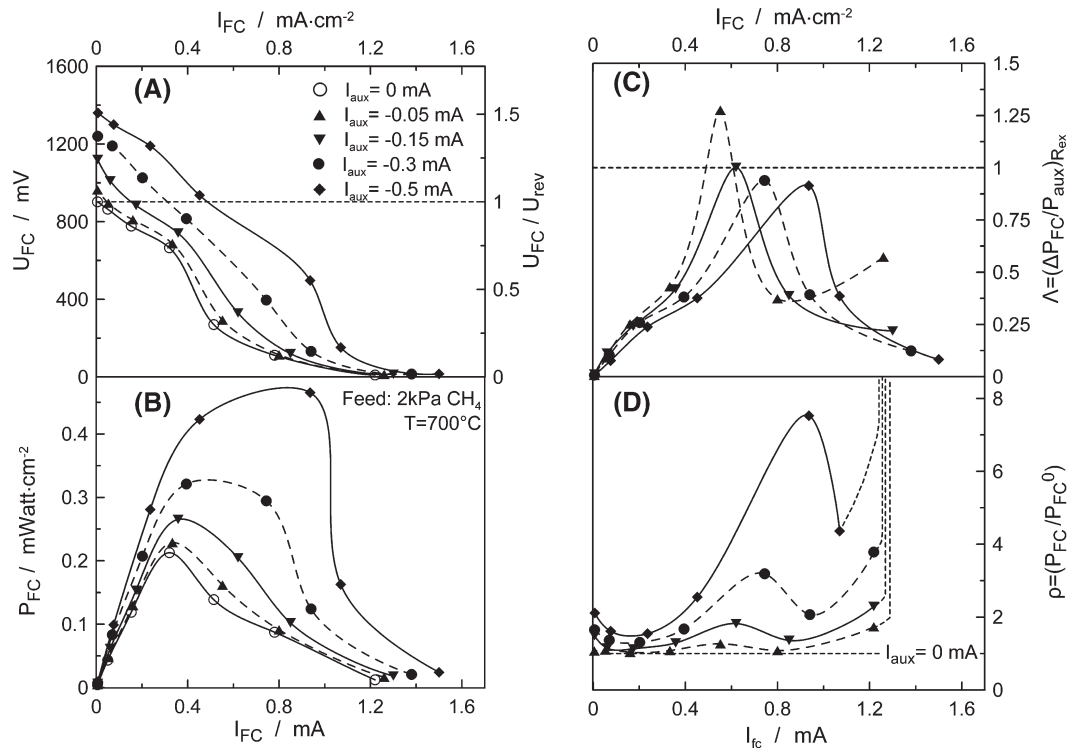 I_FC / mA·cm⁻²
0 0.4 0.8 1.2 1.6
1600
1200
800
400
0
U_FC / mV
(A)
I_aux= 0 mA
I_aux= -0.05 mA
I_aux= -0.15 mA
I_aux= -0.3 mA
I_aux= -0.5 mA
1.5
1
0.5
0
U_FC / U_rev
(B)
Feed: 2kPa CH₄
T=700°C
0.4
0.3
0.2
0.1
0
P_FC / mWatt·cm⁻²
0 0.4 0.8 1.2 1.6
I_FC / mA
I_FC / mA·cm⁻²
0 0.4 0.8 1.2 1.6
(C)
1.5
1.25
1
0.75
0.5
0.25
0
Λ=(ΔP_FC/P_aux)_R_ex
(D)
8
6
4
2
1
0
ρ=(P_FC/P_FC⁰)
I_aux= 0 mA
0 0.4 0.8 1.2 1.6
I_fc / mA